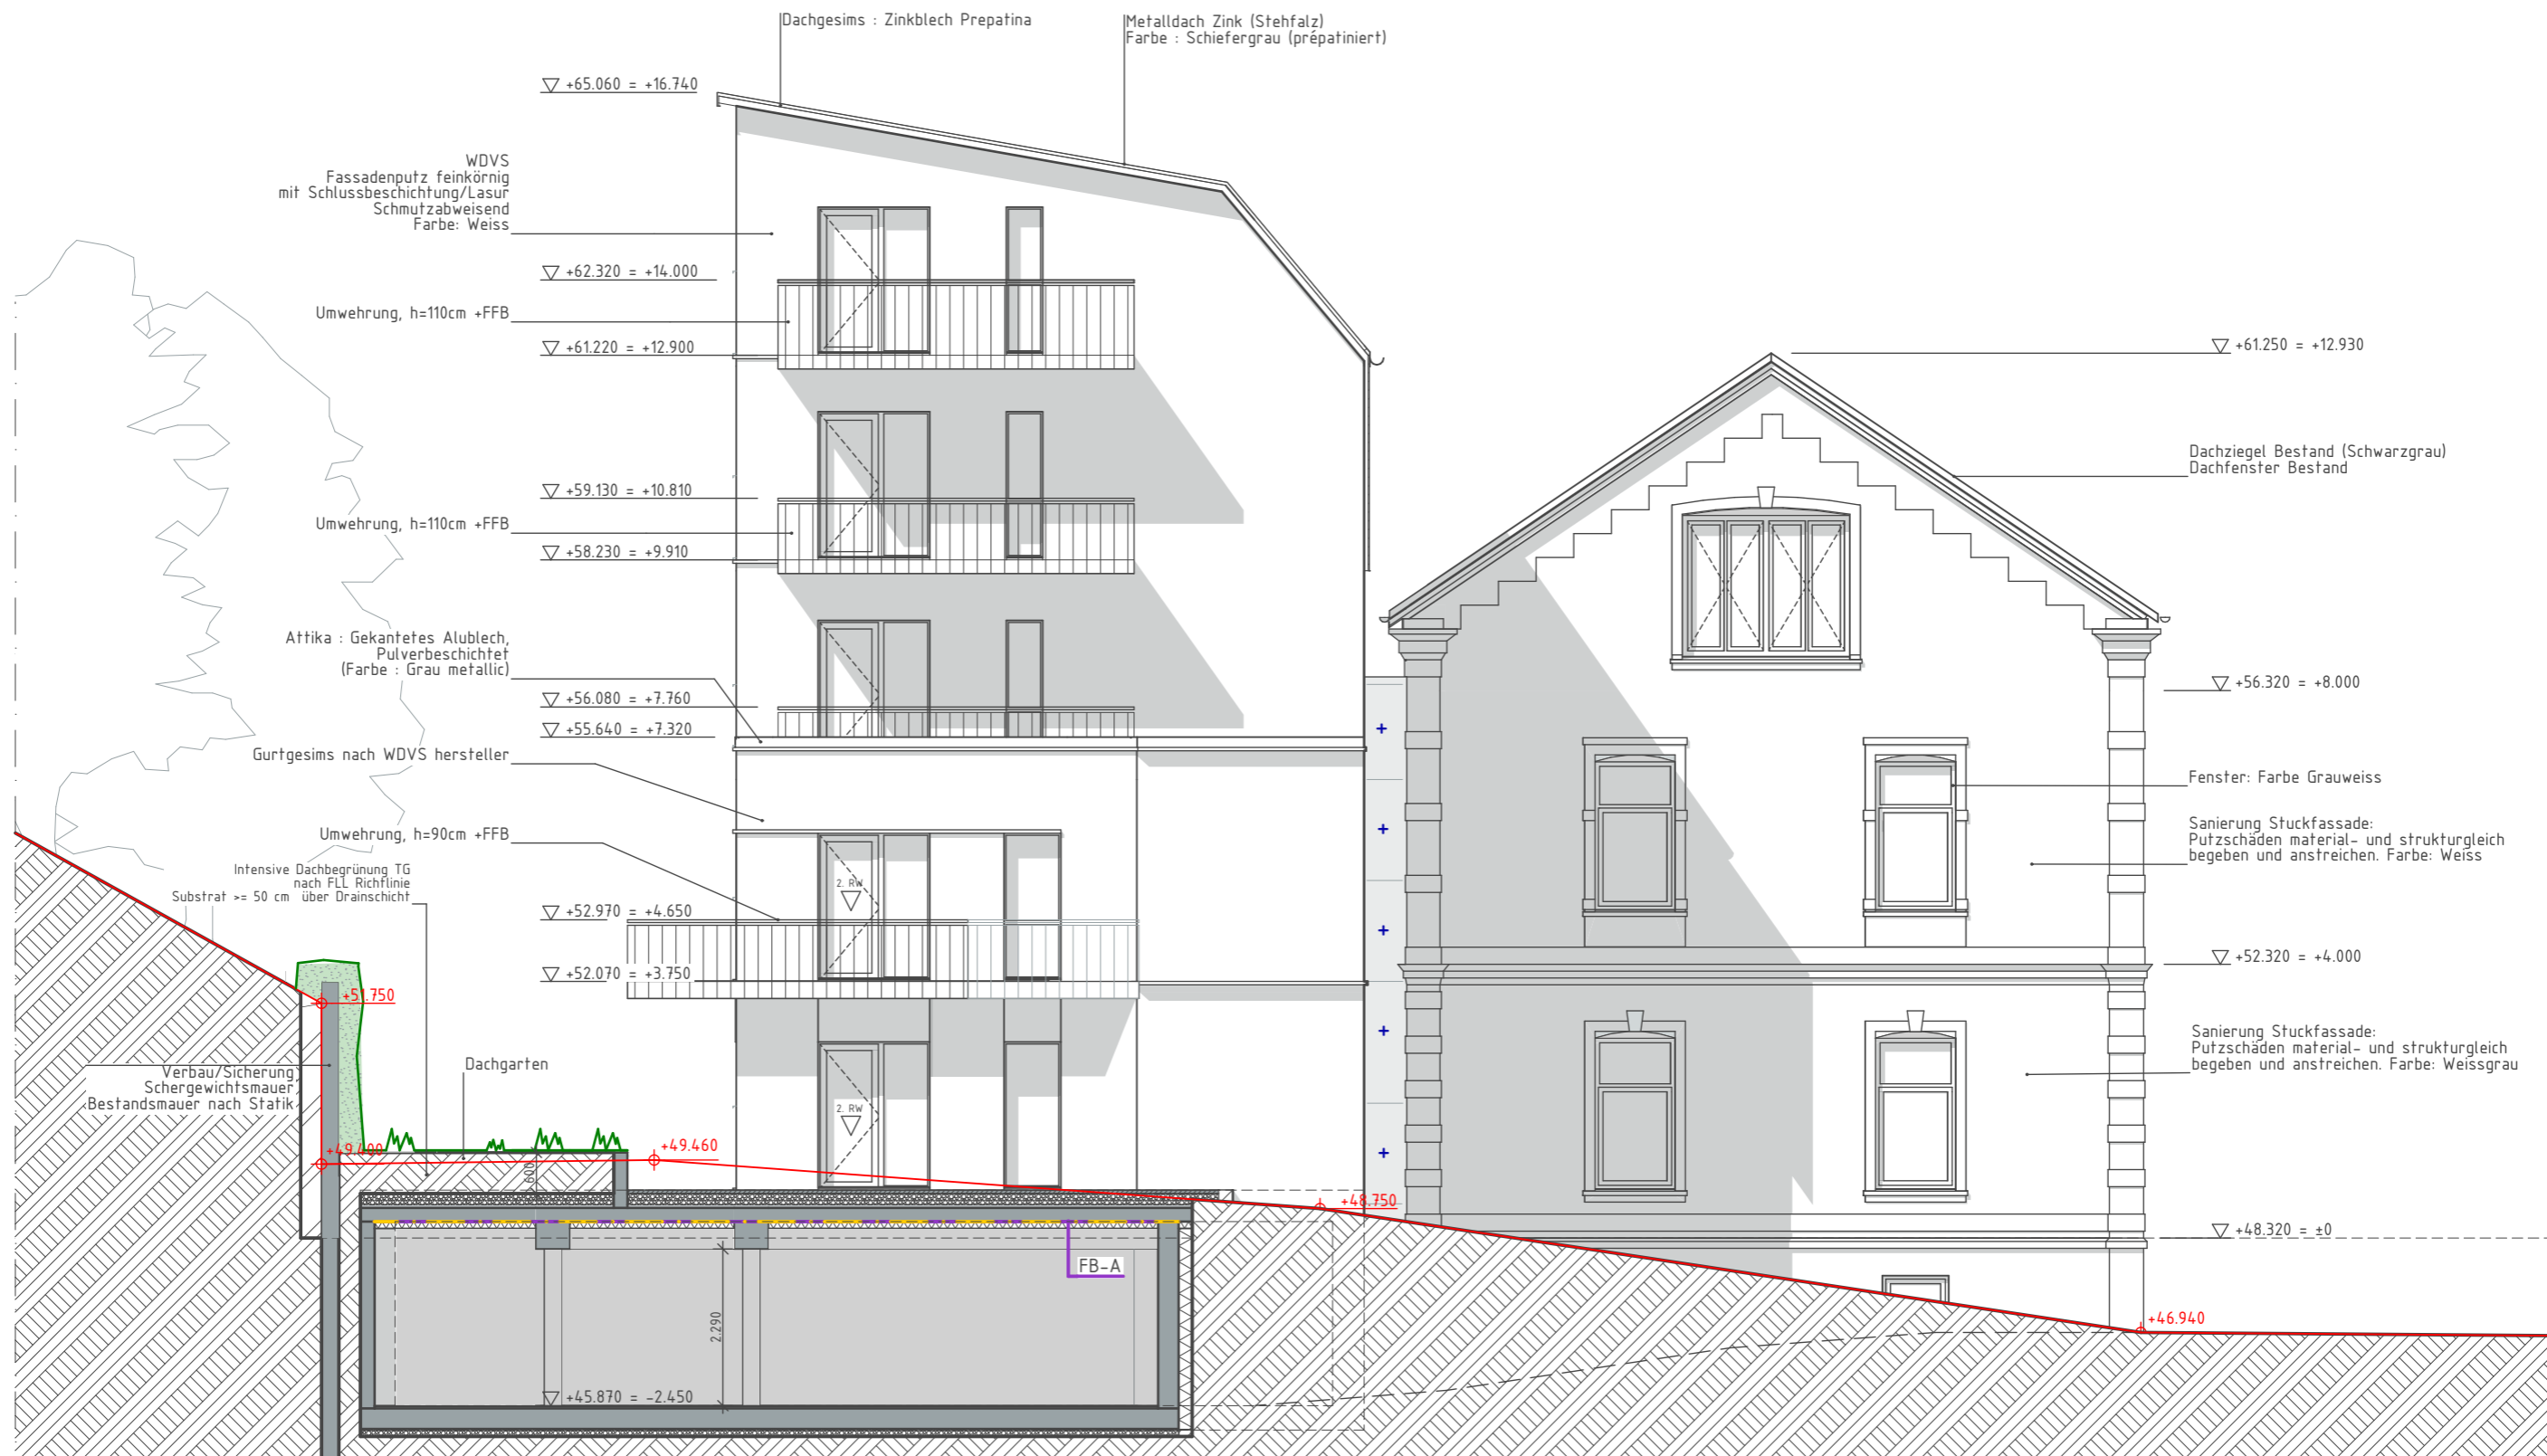 Dachgesims : Zinkblech Prepatina
Metalldach Zink (Stehfalz)
Farbe : Schiefergrau (prépatiniert)
+65.060 = +16.740
WDVS
Fassadenputz feinkörnig
mit Schlussbeschichtung/Lasur
Schmutzabweisend
Farbe: Weiss
+62.320 = +14.000
Umwehrung, h=110cm +FFB
+61.220 = +12.900
+61.250 = +12.930
Dachziegel Bestand (Schwarzgrau)
Dachfenster Bestand
+59.130 = +10.810
Umwehrung, h=110cm +FFB
+58.230 = +9.910
Attika : Gekantetes Alublech,
Pulverbeschichtet
(Farbe : Grau metallic)
+56.320 = +8.000
+56.080 = +7.760
+55.640 = +7.320
Gurtgesims nach WDVS hersteller
Fenster: Farbe Grauweiss
Umwehrung, h=90cm +FFB
Sanierung Stuckfassade:
Putzschäden material- und strukturgleich
begeben und anstreichen. Farbe: Weiss
Intensive Dachbegrünung TG
nach FLL Richtlinie
Substrat >= 50 cm über Drainschicht
2. RW
+52.970 = +4.650
+52.320 = +4.000
+52.070 = +3.750
+51.750
Sanierung Stuckfassade:
Putzschäden material- und strukturgleich
begeben und anstreichen. Farbe: Weissgrau
Verbau/Sicherung
Schergewichtsmauer
Bestandsmauer nach Statik
Dachgarten
2. RW
+49.400
+49.460
600
+48.750
+48.320 = ±0
FB-A
2.290
+46.940
+45.870 = -2.450